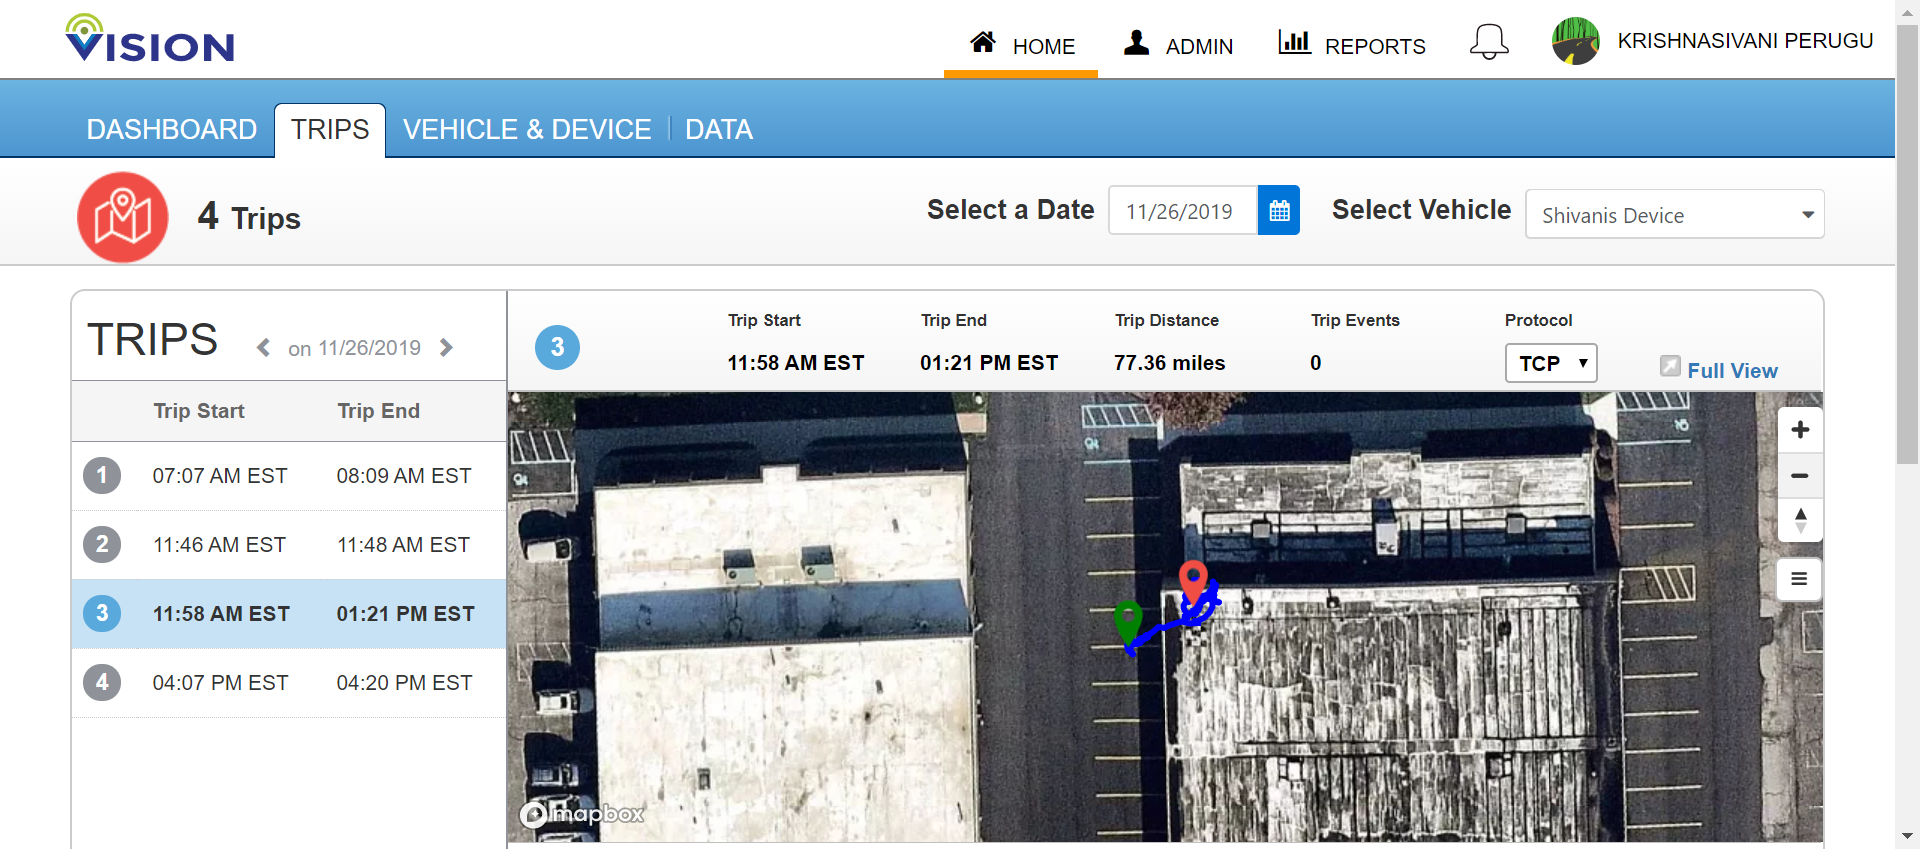 VISION
HOME
ADMIN
REPORTS
KRISHNASIVANI PERUGU
DASHBOARD
TRIPS
VEHICLE & DEVICE
DATA
4 Trips
Select a Date
11/26/2019
Select Vehicle
Shivanis Device
TRIPS
on 11/26/2019
Trip Start
Trip End
1
07:07 AM EST
08:09 AM EST
2
11:46 AM EST
11:48 AM EST
3
11:58 AM EST
01:21 PM EST
4
04:07 PM EST
04:20 PM EST
3
Trip Start
11:58 AM EST
Trip End
01:21 PM EST
Trip Distance
77.36 miles
Trip Events
0
Protocol
TCP
Full View
mapbox